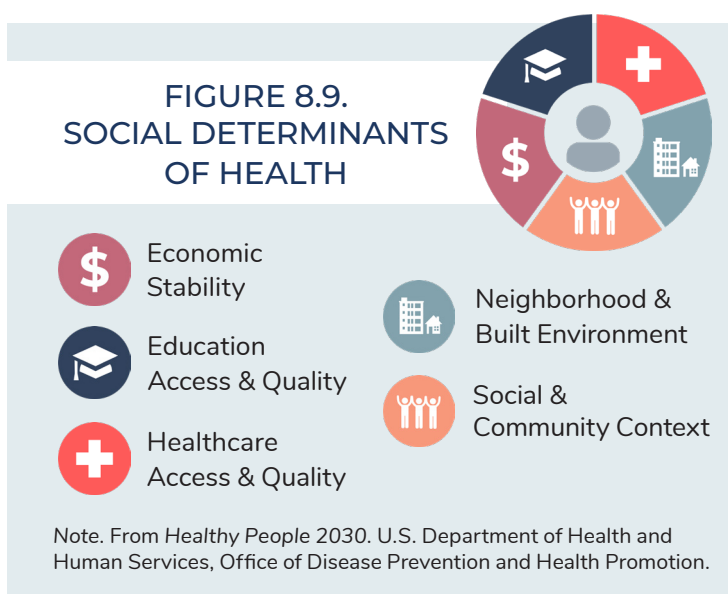 FIGURE 8.9.
SOCIAL DETERMINANTS
OF HEALTH
$
$
Economic
Stability
Education
Access & Quality
Healthcare
Access & Quality
Neighborhood &
Built Environment
Social &
Community Context
Note. From Healthy People 2030. U.S. Department of Health and
Human Services, Office of Disease Prevention and Health Promotion.